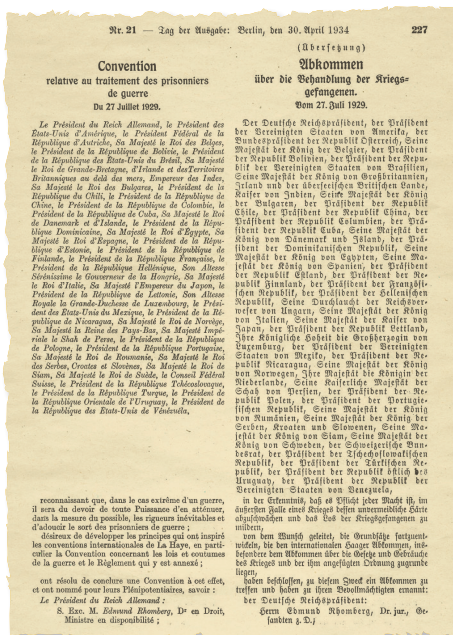 Nr. 21 — Tag der Ausgabe: Berlin, den 30. April 1934
227
Convention
relative au traitement des prisonniers
de guerre
Du 27 Juillet 1929.
Le Président du Reich Allemand, le Président des
États-Unis d'Amérique, le Président Fédéral de la
République d'Autriche, Sa Majesté le Roi des Belges,
le Président de la République de Bolivie, le Président
de la République des États-Unis du Brésil, Sa Majesté
le Roi de Grande-Bretagne, d'Irlande et des Territoires
Britanniques au delà des mers, Empereur des Indes,
Sa Majesté le Roi des Bulgares, le Président de la
République du Chili, le Président de la République de
Chine, le Président de la République de Colombie, le
Président de la République de Cuba, Sa Majesté le Roi
de Danemark et d'Islande, le Président de la Répu-
blique Dominicaine, Sa Majesté le Roi d'Égypte, Sa
Majesté le Roi d'Espagne, le Président de la Répu-
blique d'Estonie, le Président de la République de
Finlande, le Président de la République Française, le
Président de la République Hellénique, Son Altesse
Sérénissime le Gouverneur de la Hongrie, Sa Majesté
le Roi d'Italie, Sa Majesté l'Empereur du Japon, le
Président de la République de Lettonie, Son Altesse
Royale la Grande-Duchesse de Luxembourg, le Prési-
dent des États-Unis du Mexique, le Président de la Ré-
publique de Nicaragua, Sa Majesté le Roi de Norvège,
Sa Majesté la Reine des Pays-Bas, Sa Majesté Impé-
riale le Shah de Perse, le Président de la République
de Pologne, le Président de la République Portugaise,
Sa Majesté le Roi de Roumanie, Sa Majesté le Roi
des Serbes, Croates et Slovènes, Sa Majesté le Roi de
Siam, Sa Majesté le Roi de Suède, le Conseil Fédéral
Suisse, le Président de la République Tchécoslovaque,
le Président de la République Turque, le Président de
la République Orientale de l'Uruguay, le Président de
la République des États-Unis de Vénézuéla,
reconnaissant que, dans le cas extrême d'un guerre,
il sera du devoir de toute Puissance d'en atténuer,
dans la mesure du possible, les rigueurs inévitables et
d'adoucir le sort des prisonniers de guerre ;
désireux de développer les principes qui ont inspiré
les conventions internationales de La Haye, en parti-
culier la Convention concernant les lois et coutumes
de la guerre et le Règlement qui y est annexé ;
ont résolu de conclure une Convention à cet effet,
et ont nommé pour leurs Plénipotentiaires, savoir :
Le Président du Reich Allemand :
S. Exc. M. Edmund Rhomberg, Dr en Droit,
Ministre en disponibilité ;
(Übersetzung)
Abkommen
über die Behandlung der Kriegs-
gefangenen.
Vom 27. Juli 1929.
Der Deutsche Reichspräsident, der Präsident
der Vereinigten Staaten von Amerika, der
Bundespräsident der Republik Österreich, Seine
Majestät der König der Belgier, der Präsident
der Republik Bolivien, der Präsident der Repu-
blik der Vereinigten Staaten von Brasilien,
Seine Majestät der König von Großbritannien,
Irland und der überseeischen Britischen Lande,
Kaiser von Indien, Seine Majestät der König
der Bulgaren, der Präsident der Republik
Chile, der Präsident der Republik China, der
Präsident der Republik Columbien, der Prä-
sident der Republik Cuba, Seine Majestät der
König von Dänemark und Island, der Prä-
sident der Dominikanischen Republik, Seine
Majestät der König von Egypten, Seine Ma-
jestät der König von Spanien, der Präsident
der Republik Estland, der Präsident der Re-
publik Finnland, der Präsident der Französi-
schen Republik, der Präsident der Hellenischen
Republik, Seine Durchlaucht der Reichsver-
weser von Ungarn, Seine Majestät der König
von Italien, Seine Majestät der Kaiser von
Japan, der Präsident der Republik Lettland,
Ihre Königliche Hoheit die Großherzogin von
Luxemburg, der Präsident der Vereinigten
Staaten von Mexiko, der Präsident der Re-
publik Nicaragua, Seine Majestät der König
von Norwegen, Ihre Majestät die Königin der
Niederlande, Seine Kaiserliche Majestät der
Schah von Persien, der Präsident der Re-
publik Polen, der Präsident der Portugie-
sischen Republik, Seine Majestät der König
von Rumänien, Seine Majestät der König der
Serben, Kroaten und Slowenen, Seine Ma-
jestät der König von Siam, Seine Majestät der
König von Schweden, der Schweizerische Bun-
desrat, der Präsident der Tschechoslowakischen
Republik, der Präsident der Türkischen Re-
publik, der Präsident der Republik östlich des
Uruguay, der Präsident der Republik der
Vereinigten Staaten von Venezuela,
in der Erkenntnis, daß es Pflicht jeder Macht ist, im
äußersten Falle eines Krieges dessen unvermeidliche Härte
abzuschwächen und das Los der Kriegsgefangenen zu
mildern,
von dem Wunsch geleitet, die Grundsätze fortzuent-
wickeln, die den internationalen Haager Abkommen, ins-
besondere dem Abkommen über die Gesetze und Gebräuche
des Krieges und der ihm angefügten Ordnung zugrunde
liegen,
haben beschlossen, zu diesem Zweck ein Abkommen zu
treffen und haben zu ihren Bevollmächtigten ernannt:
der Deutsche Reichspräsident:
Herrn Edmund Rhomberg, Dr. jur., Ge-
sandten z. D.;